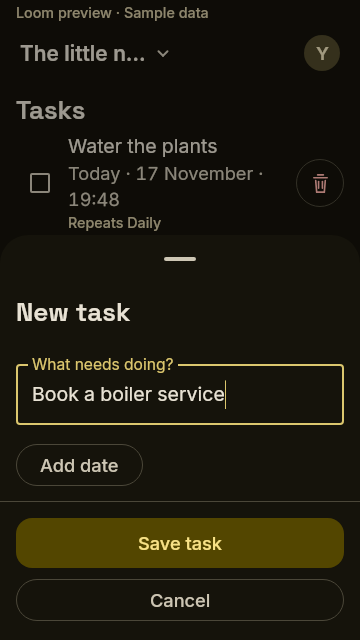 Loom preview · Sample data
The little n...
Y
Tasks
Water the plants
Today · 17 November ·
19:48
Repeats Daily
New task
What needs doing?
Book a boiler service
Add date
Save task
Cancel